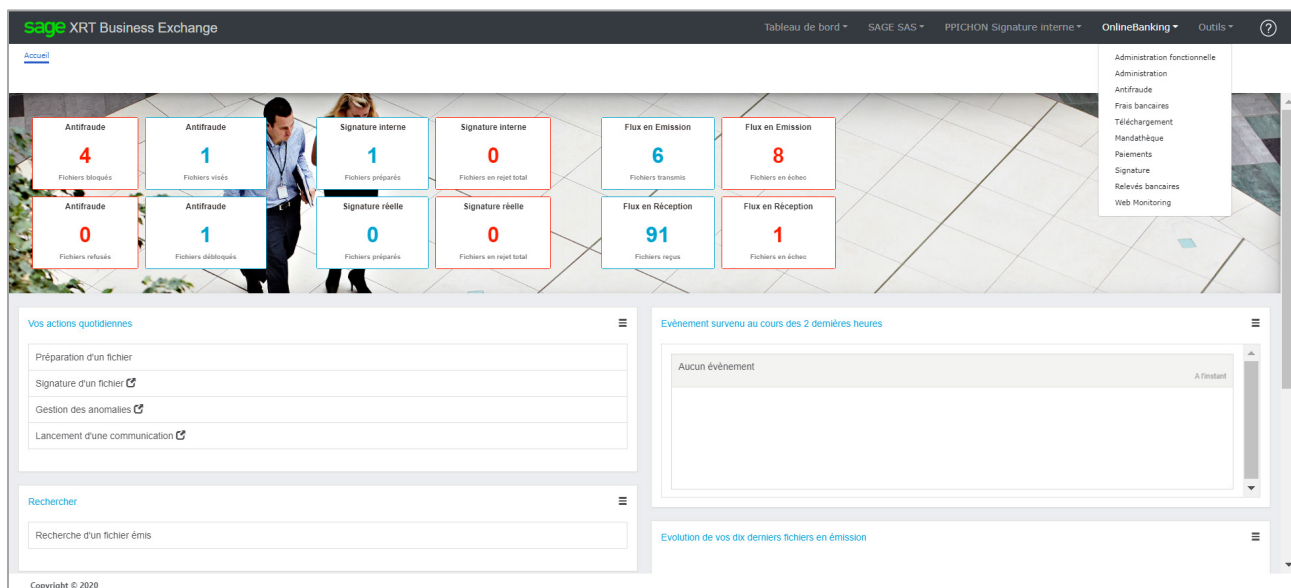 sage XRT Business Exchange
Tableau de bord SAGE SAS PPICHON Signature interne OnlineBanking Outils ?
Accueil
Administration fonctionnelle
Administration
Antifraude
Frais bancaires
Téléchargement
Mandathèque
Paiements
Signature
Relevés bancaires
Web Monitoring
Antifraude Antifraude Signature interne Signature interne Flux en Emission Flux en Emission
4 1 1 0 6 8
Fichiers bloqués Fichiers visés Fichiers préparés Fichiers en rejet total Fichiers transmis Fichiers en échec
Antifraude Antifraude Signature réelle Signature réelle Flux en Réception Flux en Réception
0 1 0 0 91 1
Fichiers refusés Fichiers débloqués Fichiers préparés Fichiers en rejet total Fichiers reçus Fichiers en échec
Vos actions quotidiennes
Préparation d'un fichier
Signature d'un fichier
Gestion des anomalies
Lancement d'une communication
Rechercher
Recherche d'un fichier émis
Evènement survenu au cours des 2 dernières heures
Aucun évènement
A l'instant
Evolution de vos dix derniers fichiers en émission
Copyright © 2020